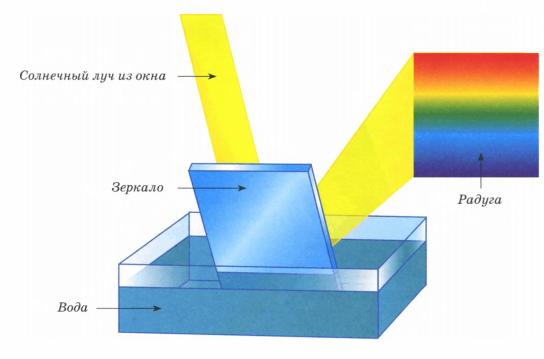 Солнечный луч из окна
Зеркало
Радуга
Вода